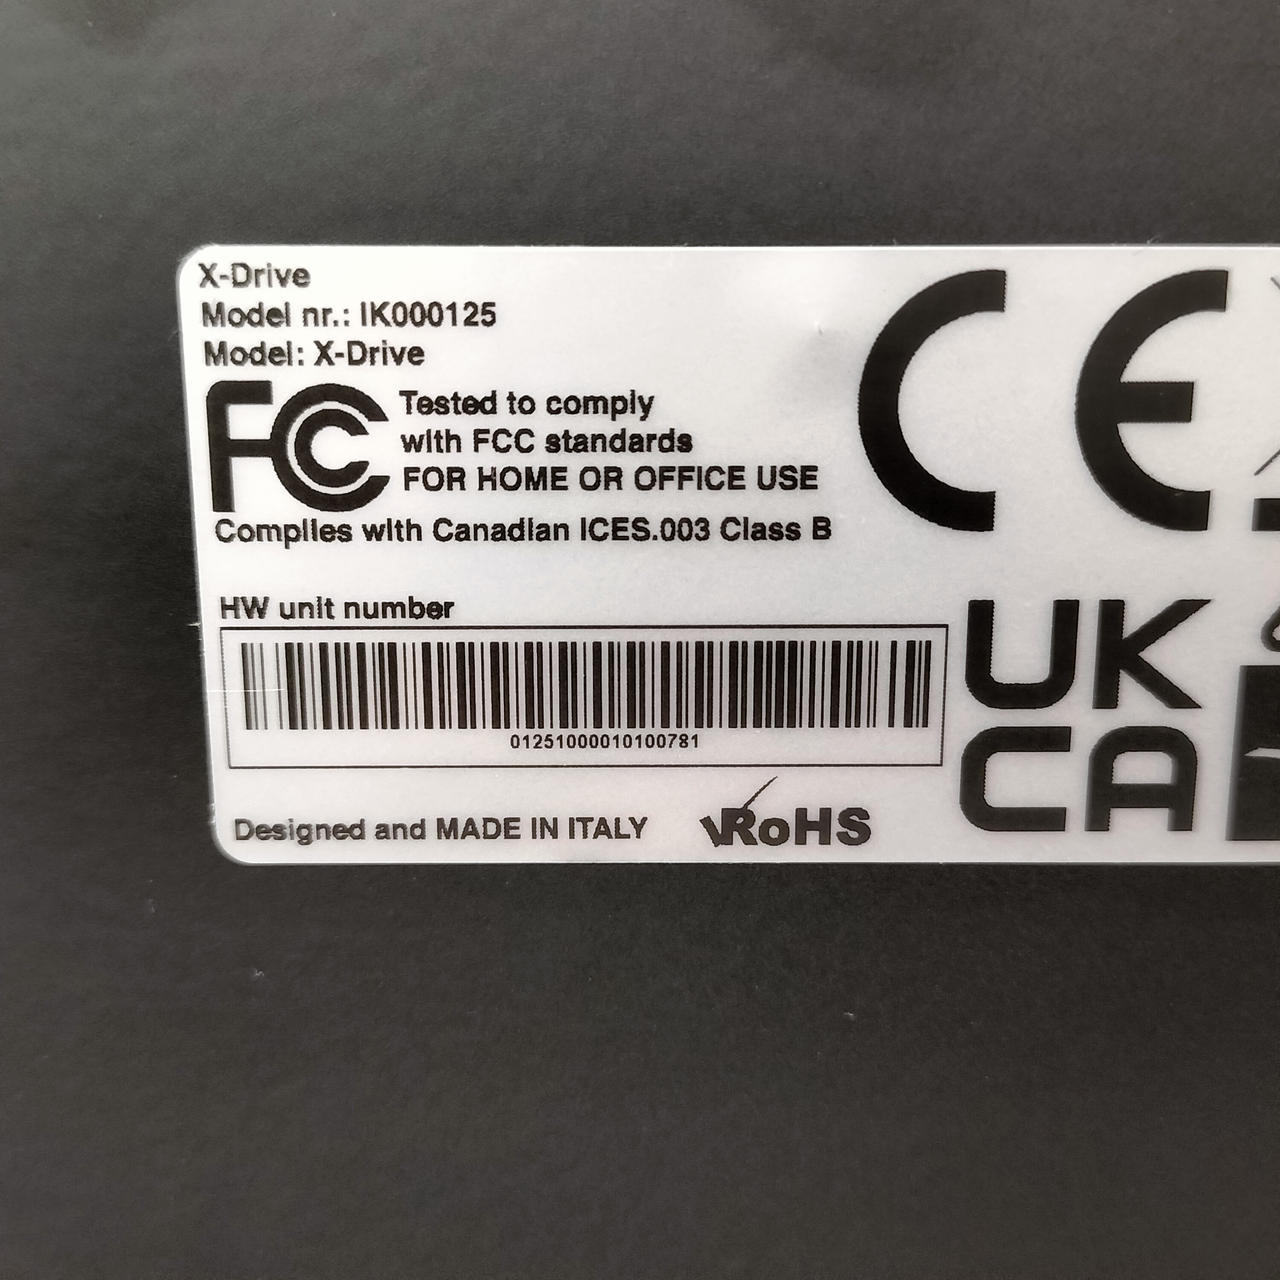 X-Drive
Model nr.: IK000125
Model: X-Drive
FC Tested to comply
with FCC standards
FOR HOME OR OFFICE USE
Complies with Canadian ICES.003 Class B
CE
HW unit number
01251000010100781
UK
CA
Designed and MADE IN ITALY
RoHS